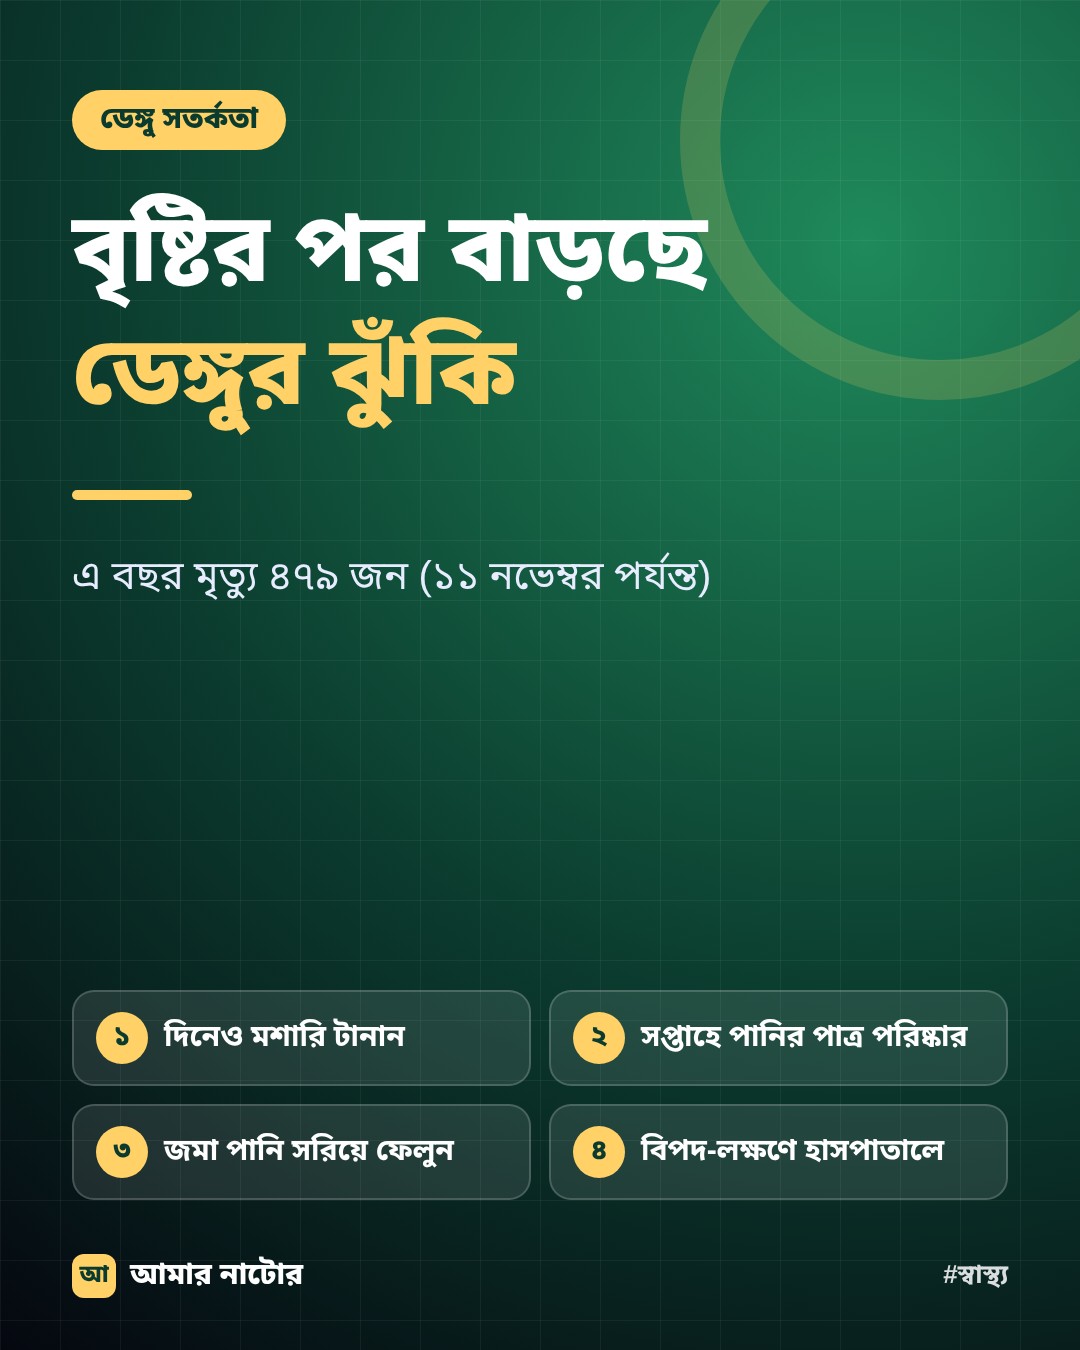 ডেঙ্গু সতর্কতা
বৃষ্টির পর বাড়ছে
ডেঙ্গুর ঝুঁকি
এ বছর মৃত্যু ৪৭৯ জন (১১ নভেম্বর পর্যন্ত)
১ দিনেও মশারি টানান
২ সপ্তাহে পানির পাত্র পরিষ্কার
৩ জমা পানি সরিয়ে ফেলুন
৪ বিপদ-লক্ষণে হাসপাতালে
আ আমার নাটোর
#স্বাস্থ্য